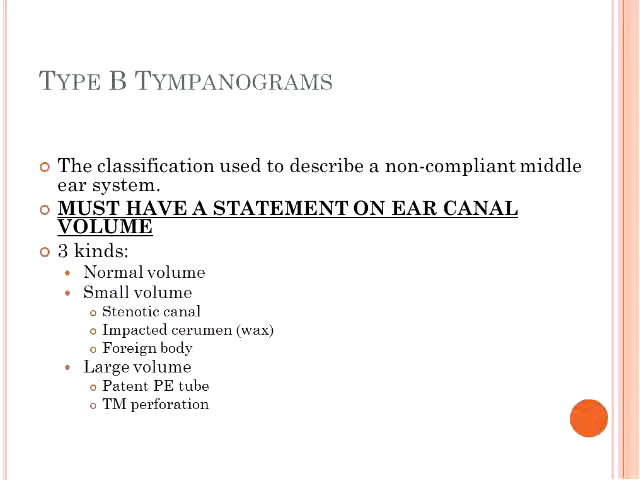 TYPE B TYMPANOGRAMS
The classification used to describe a non-compliant middle
ear system.
MUST HAVE A STATEMENT ON EAR CANAL
VOLUME
3 kinds:
Normal volume
Small volume
Stenotic canal
Impacted cerumen (wax)
Foreign body
Large volume
Patent PE tube
TM perforation